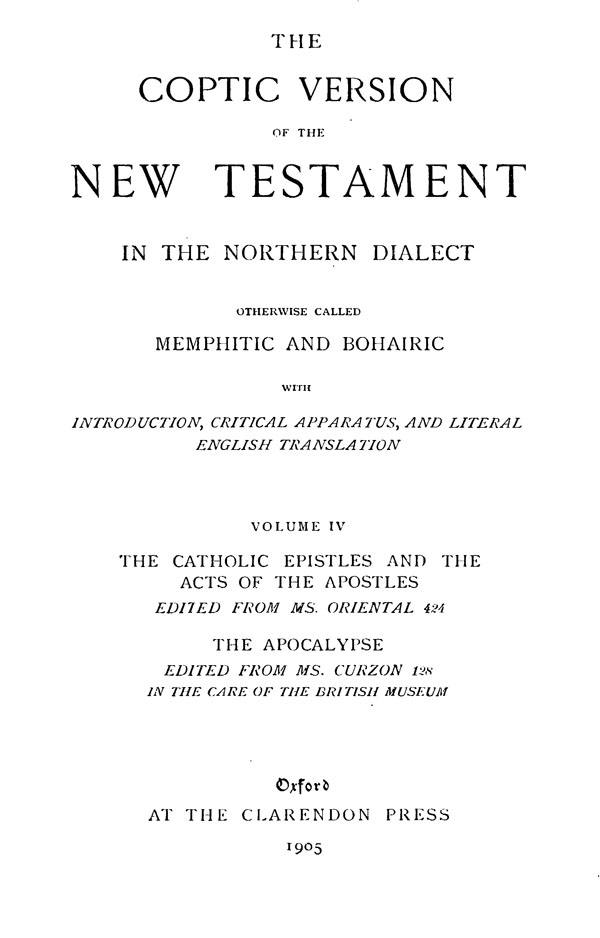 THE
COPTIC VERSION
OF THE
NEW TESTAMENT
IN THE NORTHERN DIALECT
OTHERWISE CALLED
MEMPHITIC AND BOHAIRIC
WITH
INTRODUCTION, CRITICAL APPARATUS, AND LITERAL
ENGLISH TRANSLATION
VOLUME IV
THE CATHOLIC EPISTLES AND THE
ACTS OF THE APOSTLES
EDITED FROM MS. ORIENTAL 424
THE APOCALYPSE
EDITED FROM MS. CURZON 128
IN THE CARE OF THE BRITISH MUSEUM
Oxford
AT THE CLARENDON PRESS
1905